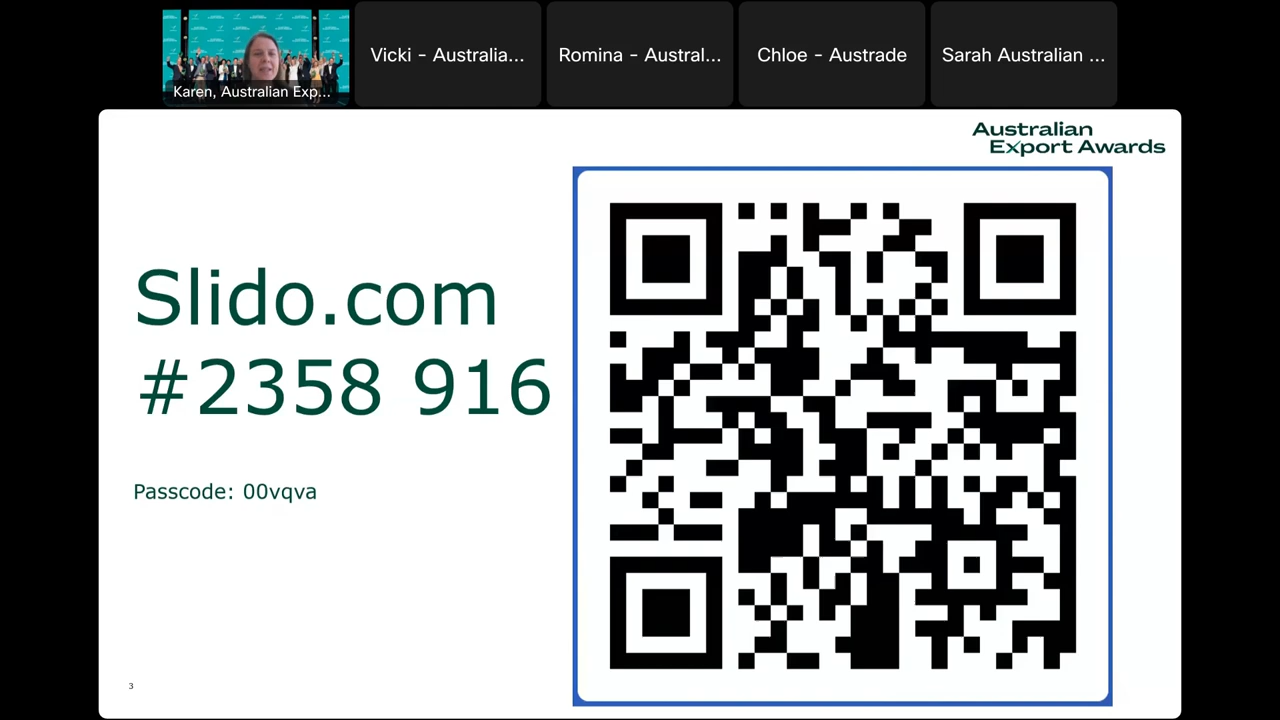 Karen, Australian Exp...
Vicki - Australia...
Romina - Austral...
Chloe - Austrade
Sarah Australian ...
Australian
Export Awards
Slido.com
#2358 916
Passcode: 00vqva
3